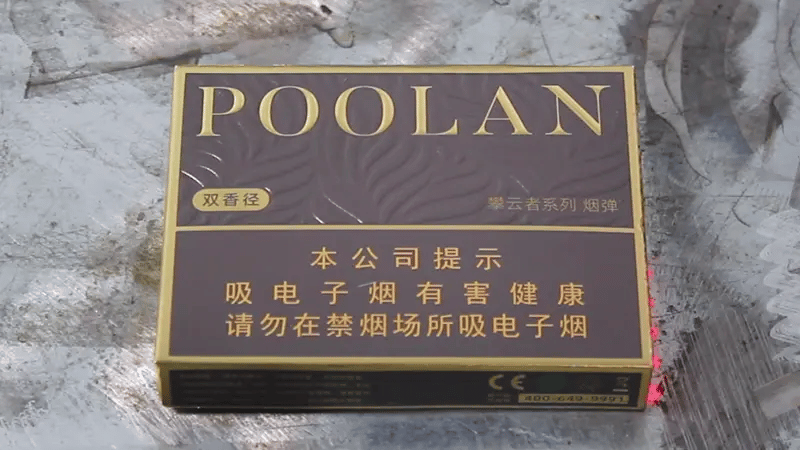 POOLAN
双香径
攀云者系列 烟弹
本公司提示
吸电子烟有害健康
请勿在禁烟场所吸电子烟
CE
400-649-9991